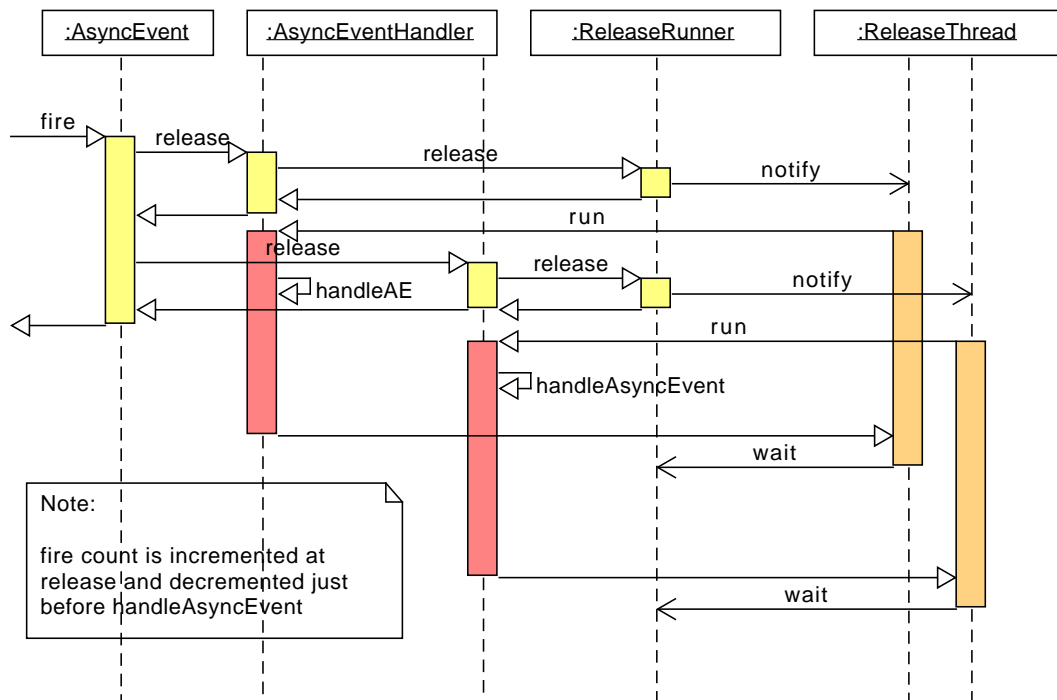 :AsyncEvent
:AsyncEventHandler
:ReleaseRunner
:ReleaseThread
fire
release
release
notify
run
release
release
handleAE
notify
run
handleAsyncEvent
wait
Note:
fire count is incremented at
release and decremented just
before handleAsyncEvent
wait